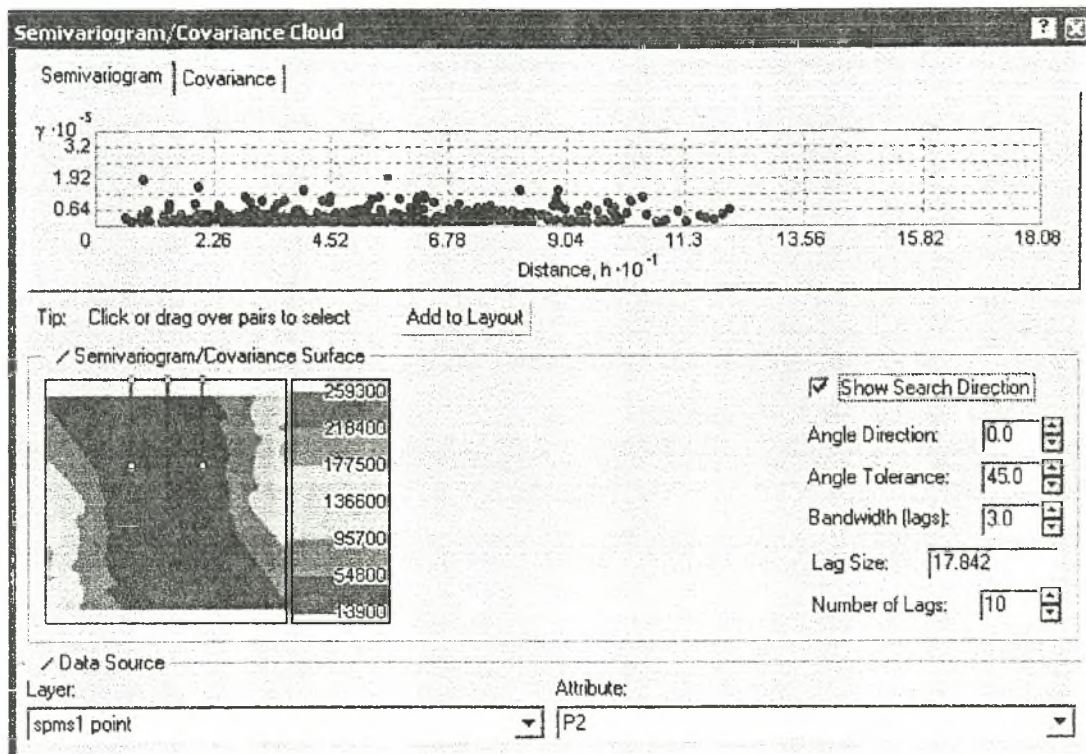 Semivariogram/Covariance Cloud
Semivariogram Covariance
γ·10⁻⁵
3.2
1.92
0.64
0 2.26 4.52 6.78 9.04 11.3 13.56 15.82 18.08
Distance, h·10⁻¹
Tip: Click or drag over pairs to select Add to Layout
Semivariogram/Covariance Surface
259300
218400
177500
136600
95700
54800
13900
Show Search Direction
Angle Direction: 0.0
Angle Tolerance: 45.0
Bandwidth (lags): 3.0
Lag Size: 17.842
Number of Lags: 10
Data Source
Layer: Attribute:
spms1 point P2